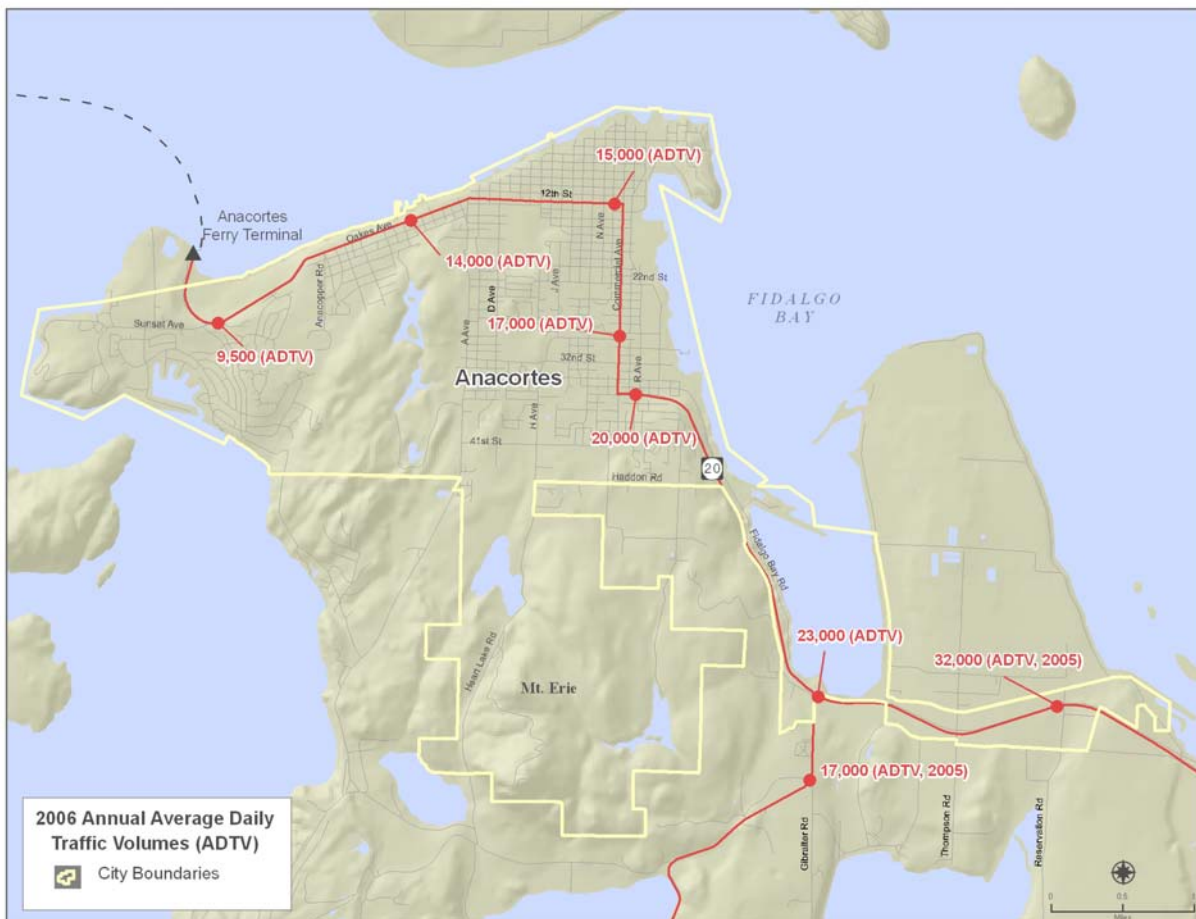 15,000 (ADTV)
12th St
Anacortes
Ferry Terminal
Oakes Ave
N Ave
14,000 (ADTV)
Anacopper Rd
D Ave
J Ave
Commercial Ave
22nd St
FIDALGO
BAY
Sunset Ave
A Ave
17,000 (ADTV)
9,500 (ADTV)
32nd St
R Ave
Anacortes
H Ave
41st St
20,000 (ADTV)
20
Haddon Rd
Fidalgo Bay Rd
23,000 (ADTV)
32,000 (ADTV, 2005)
Heart Lake Rd
Mt. Erie
17,000 (ADTV, 2005)
Gibralter Rd
Thompson Rd
Reservation Rd
2006 Annual Average Daily
Traffic Volumes (ADTV)
City Boundaries
0 0.5 1
Miles